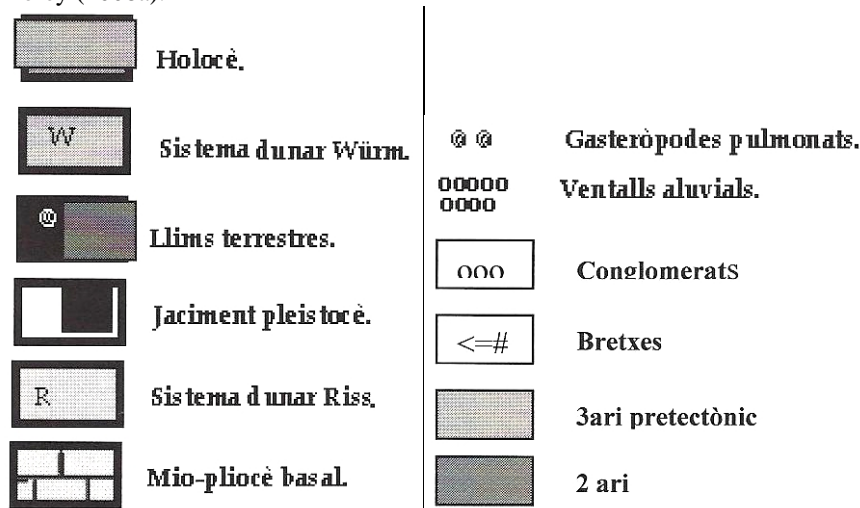 Holocè.
W
Sistema dunar Würm.
@
Llims terrestres.
Jaciment pleistocè.
R
Sistema dunar Riss.
Mio-pliocè basal.
@ @
Gasteròpodes pulmonats.
00000
0000
Ventalls aluvials.
ooo
Conglomerats
<=#
Bretxes
3ari pretectònic
2 ari